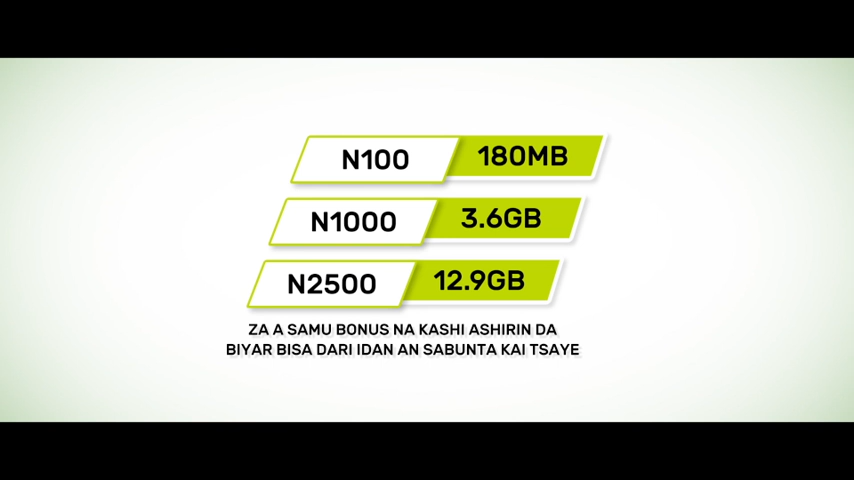 N100 180MB
N1000 3.6GB
N2500 12.9GB
ZA A SAMU BONUS NA KASHI ASHIRIN DA
BIYAR BISA DARI IDAN AN SABUNTA KAI TSAYE